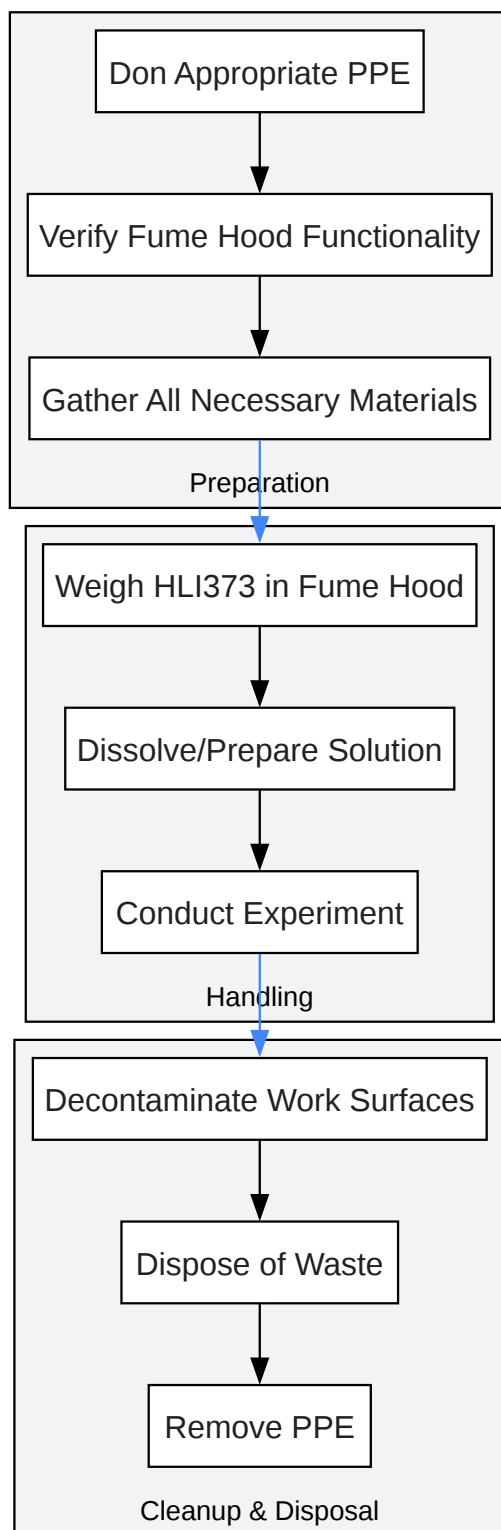 Don Appropriate PPE
Verify Fume Hood Functionality
Gather All Necessary Materials
Preparation
Weigh HLI373 in Fume Hood
Dissolve/Prepare Solution
Conduct Experiment
Handling
Decontaminate Work Surfaces
Dispose of Waste
Remove PPE
Cleanup & Disposal